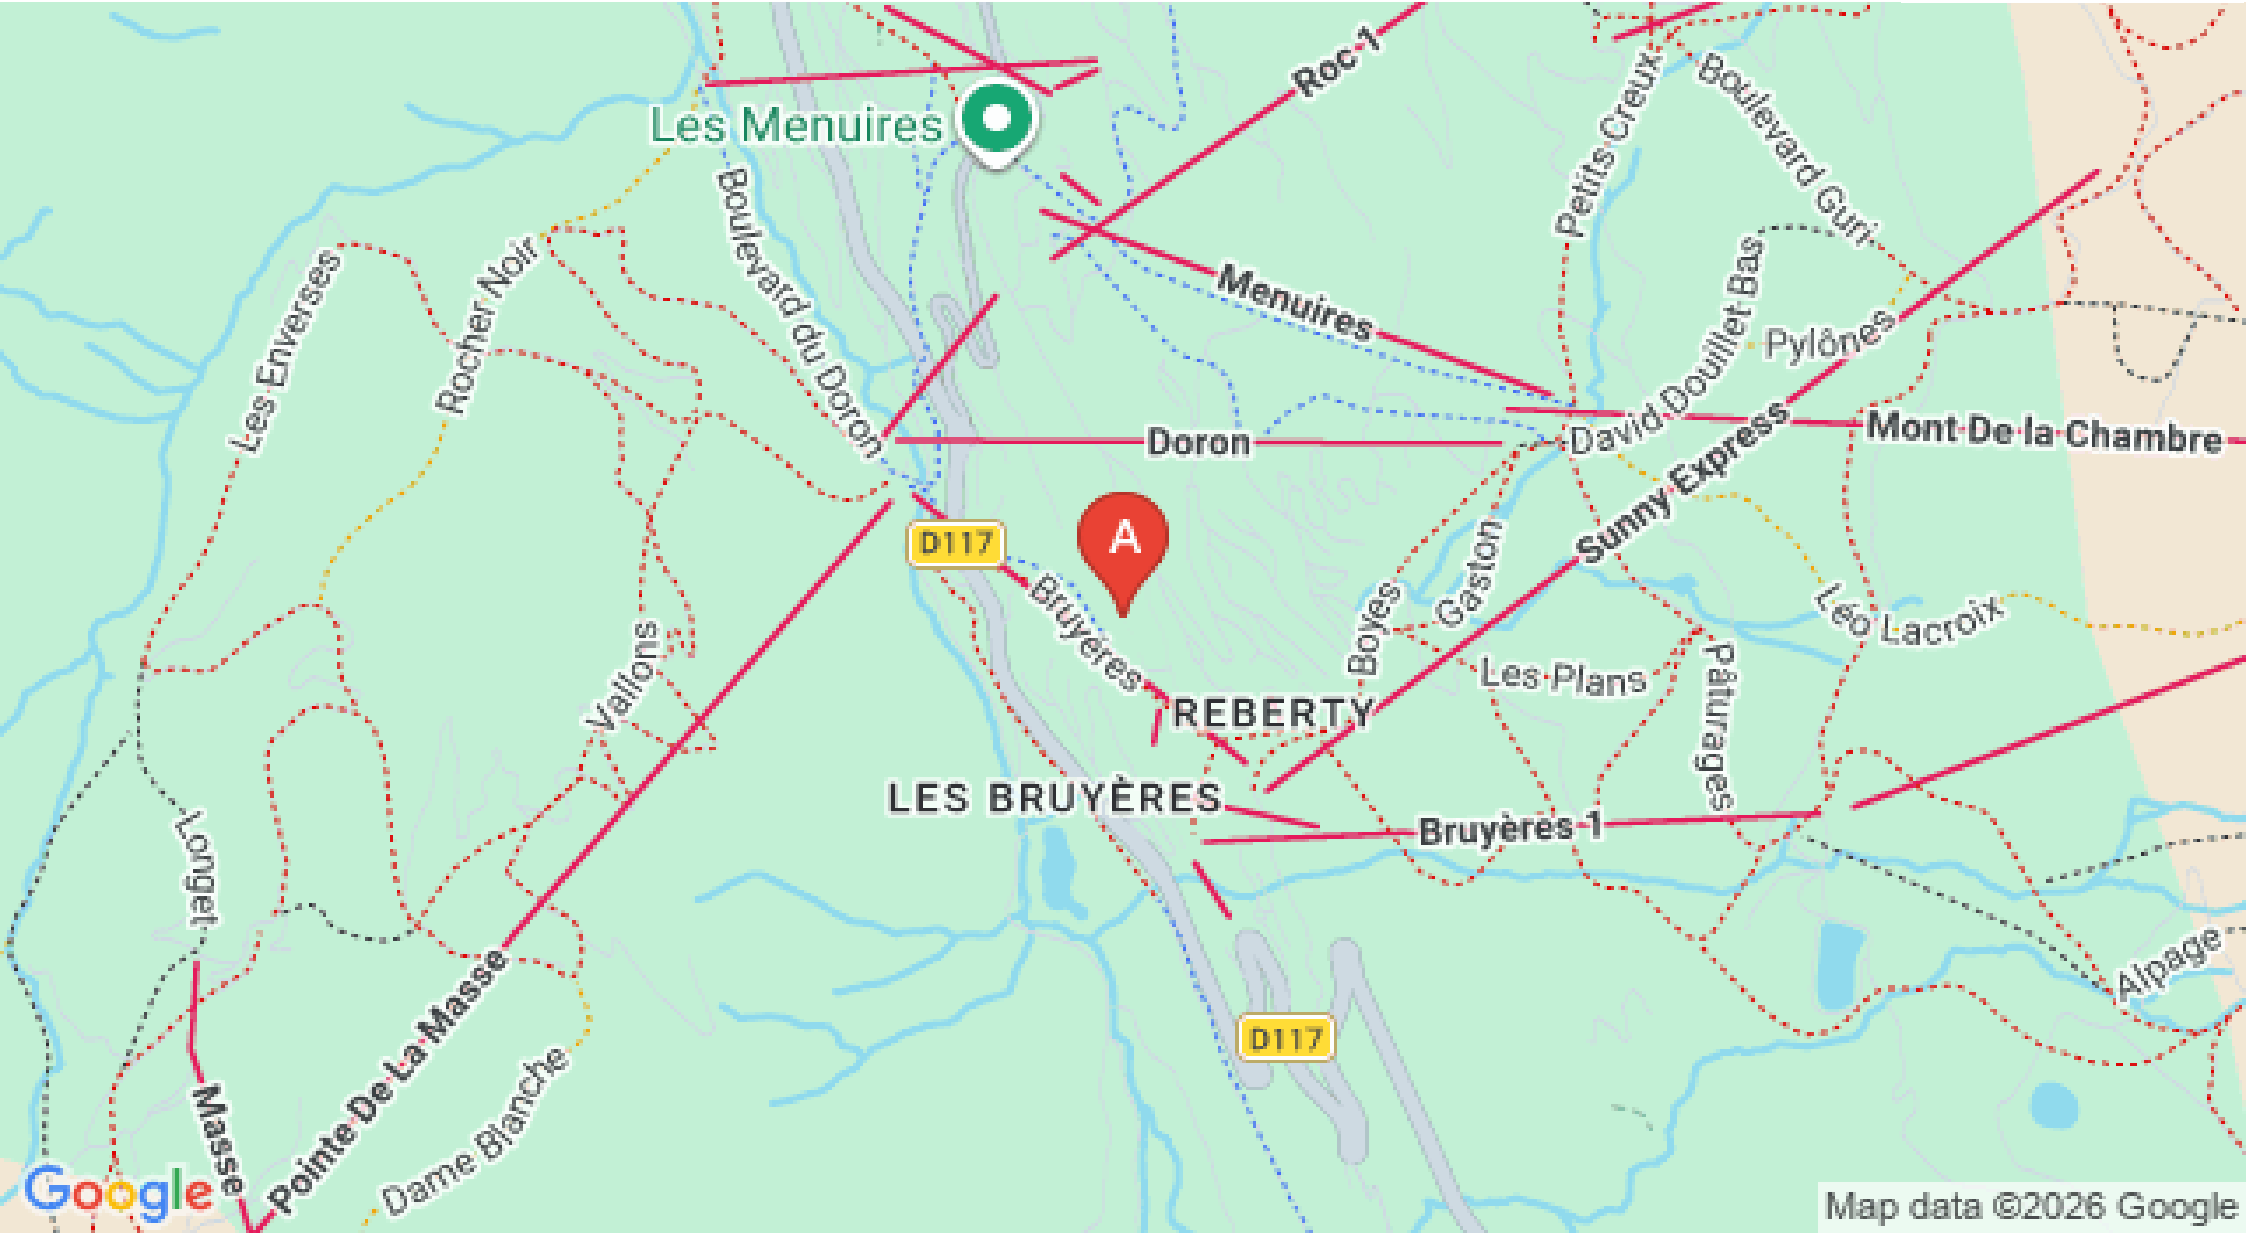 Roc 1
Les Menuires
Petits Creux
Boulevard Guri
Boulevard du Doron
Les Enverses
Rocher Noir
Menuires
David Douillet Bas
Pylônes
Doron
Mont De la Chambre
Sunny Express
D117
A
Bruyères
Gaston
Boyes
Léo Lacroix
Les Plans
Vallons
Pâturages
REBERTY
LES BRUYÈRES
Bruyères 1
Longet
Alpage
D117
Pointe De La Masse
Masse
Dame Blanche
Google
Map data ©2026 Google